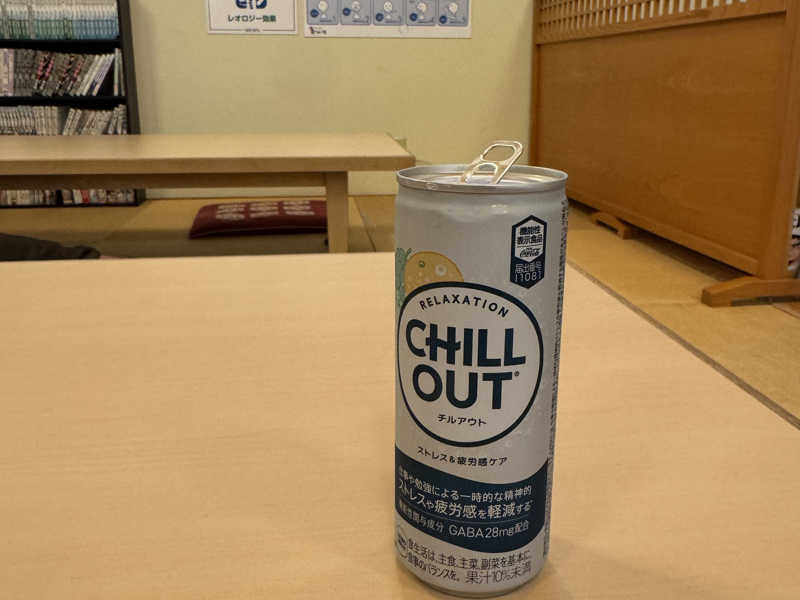 レオロジー効果
機能性
表示食品
Coca-Cola
届出番号
I1081
RELAXATION
CHILL
OUT
チルアウト
ストレス&疲労感ケア
仕事や勉強による一時的な精神的
ストレスや疲労感を軽減する
機能性関与成分 GABA28mg配合
食生活は、主食、主菜、副菜を基本に、
食事のバランスを。
果汁10%未満